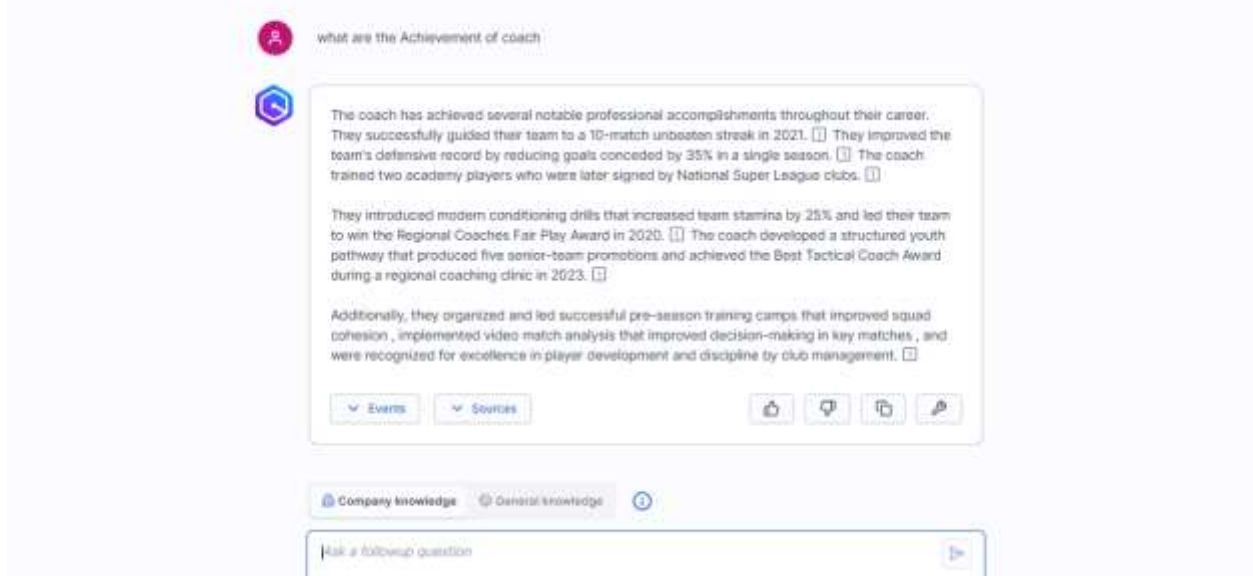 what are the Achievement of coach
The coach has achieved several notable professional accomplishments throughout their career.
They successfully guided their team to a 10-match unbeaten streak in 2021. [1] They improved the
team's defensive record by reducing goals conceded by 35% in a single season. [1] The coach
trained two academy players who were later signed by National Super League clubs. [1]
They introduced modern conditioning drills that increased team stamina by 25% and led their team
to win the Regional Coaches Fair Play Award in 2020. [1] The coach developed a structured youth
pathway that produced five senior-team promotions and achieved the Best Tactical Coach Award
during a regional coaching clinic in 2023. [1]
Additionally, they organized and led successful pre-season training camps that improved squad
cohesion , implemented video match analysis that improved decision-making in key matches , and
were recognized for excellence in player development and discipline by club management. [1]
Events Sources
Company knowledge General knowledge
Ask a followup question